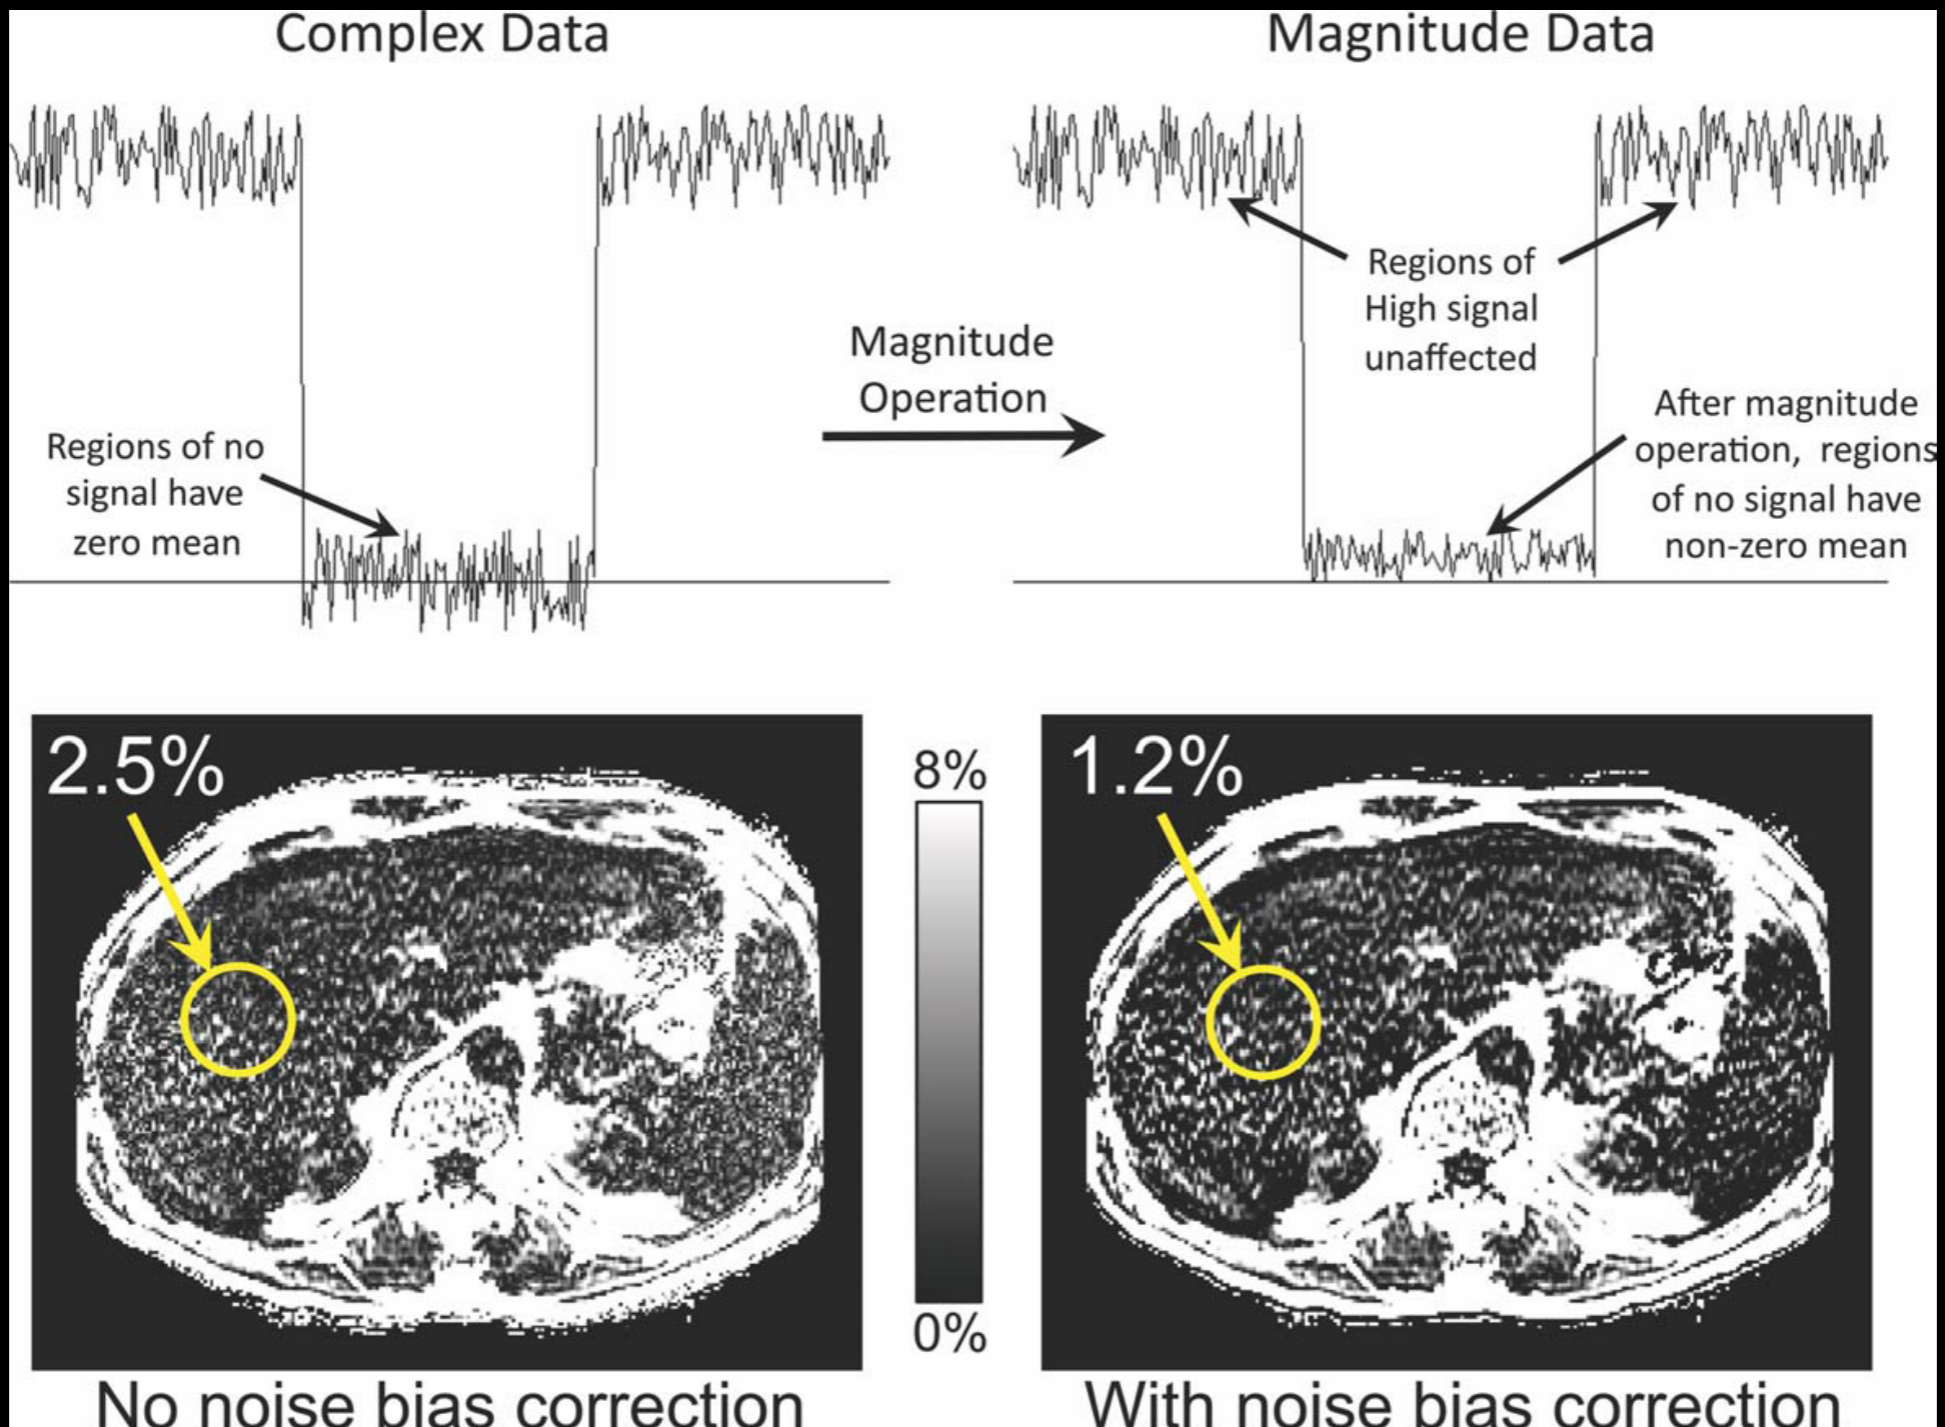 Complex Data
Magnitude Data
Regions of
High signal
unaffected
Magnitude
Operation
After magnitude
operation, regions
of no signal have
non-zero mean
Regions of no
signal have
zero mean
2.5%
8%
0%
1.2%
No noise bias correction
With noise bias correction